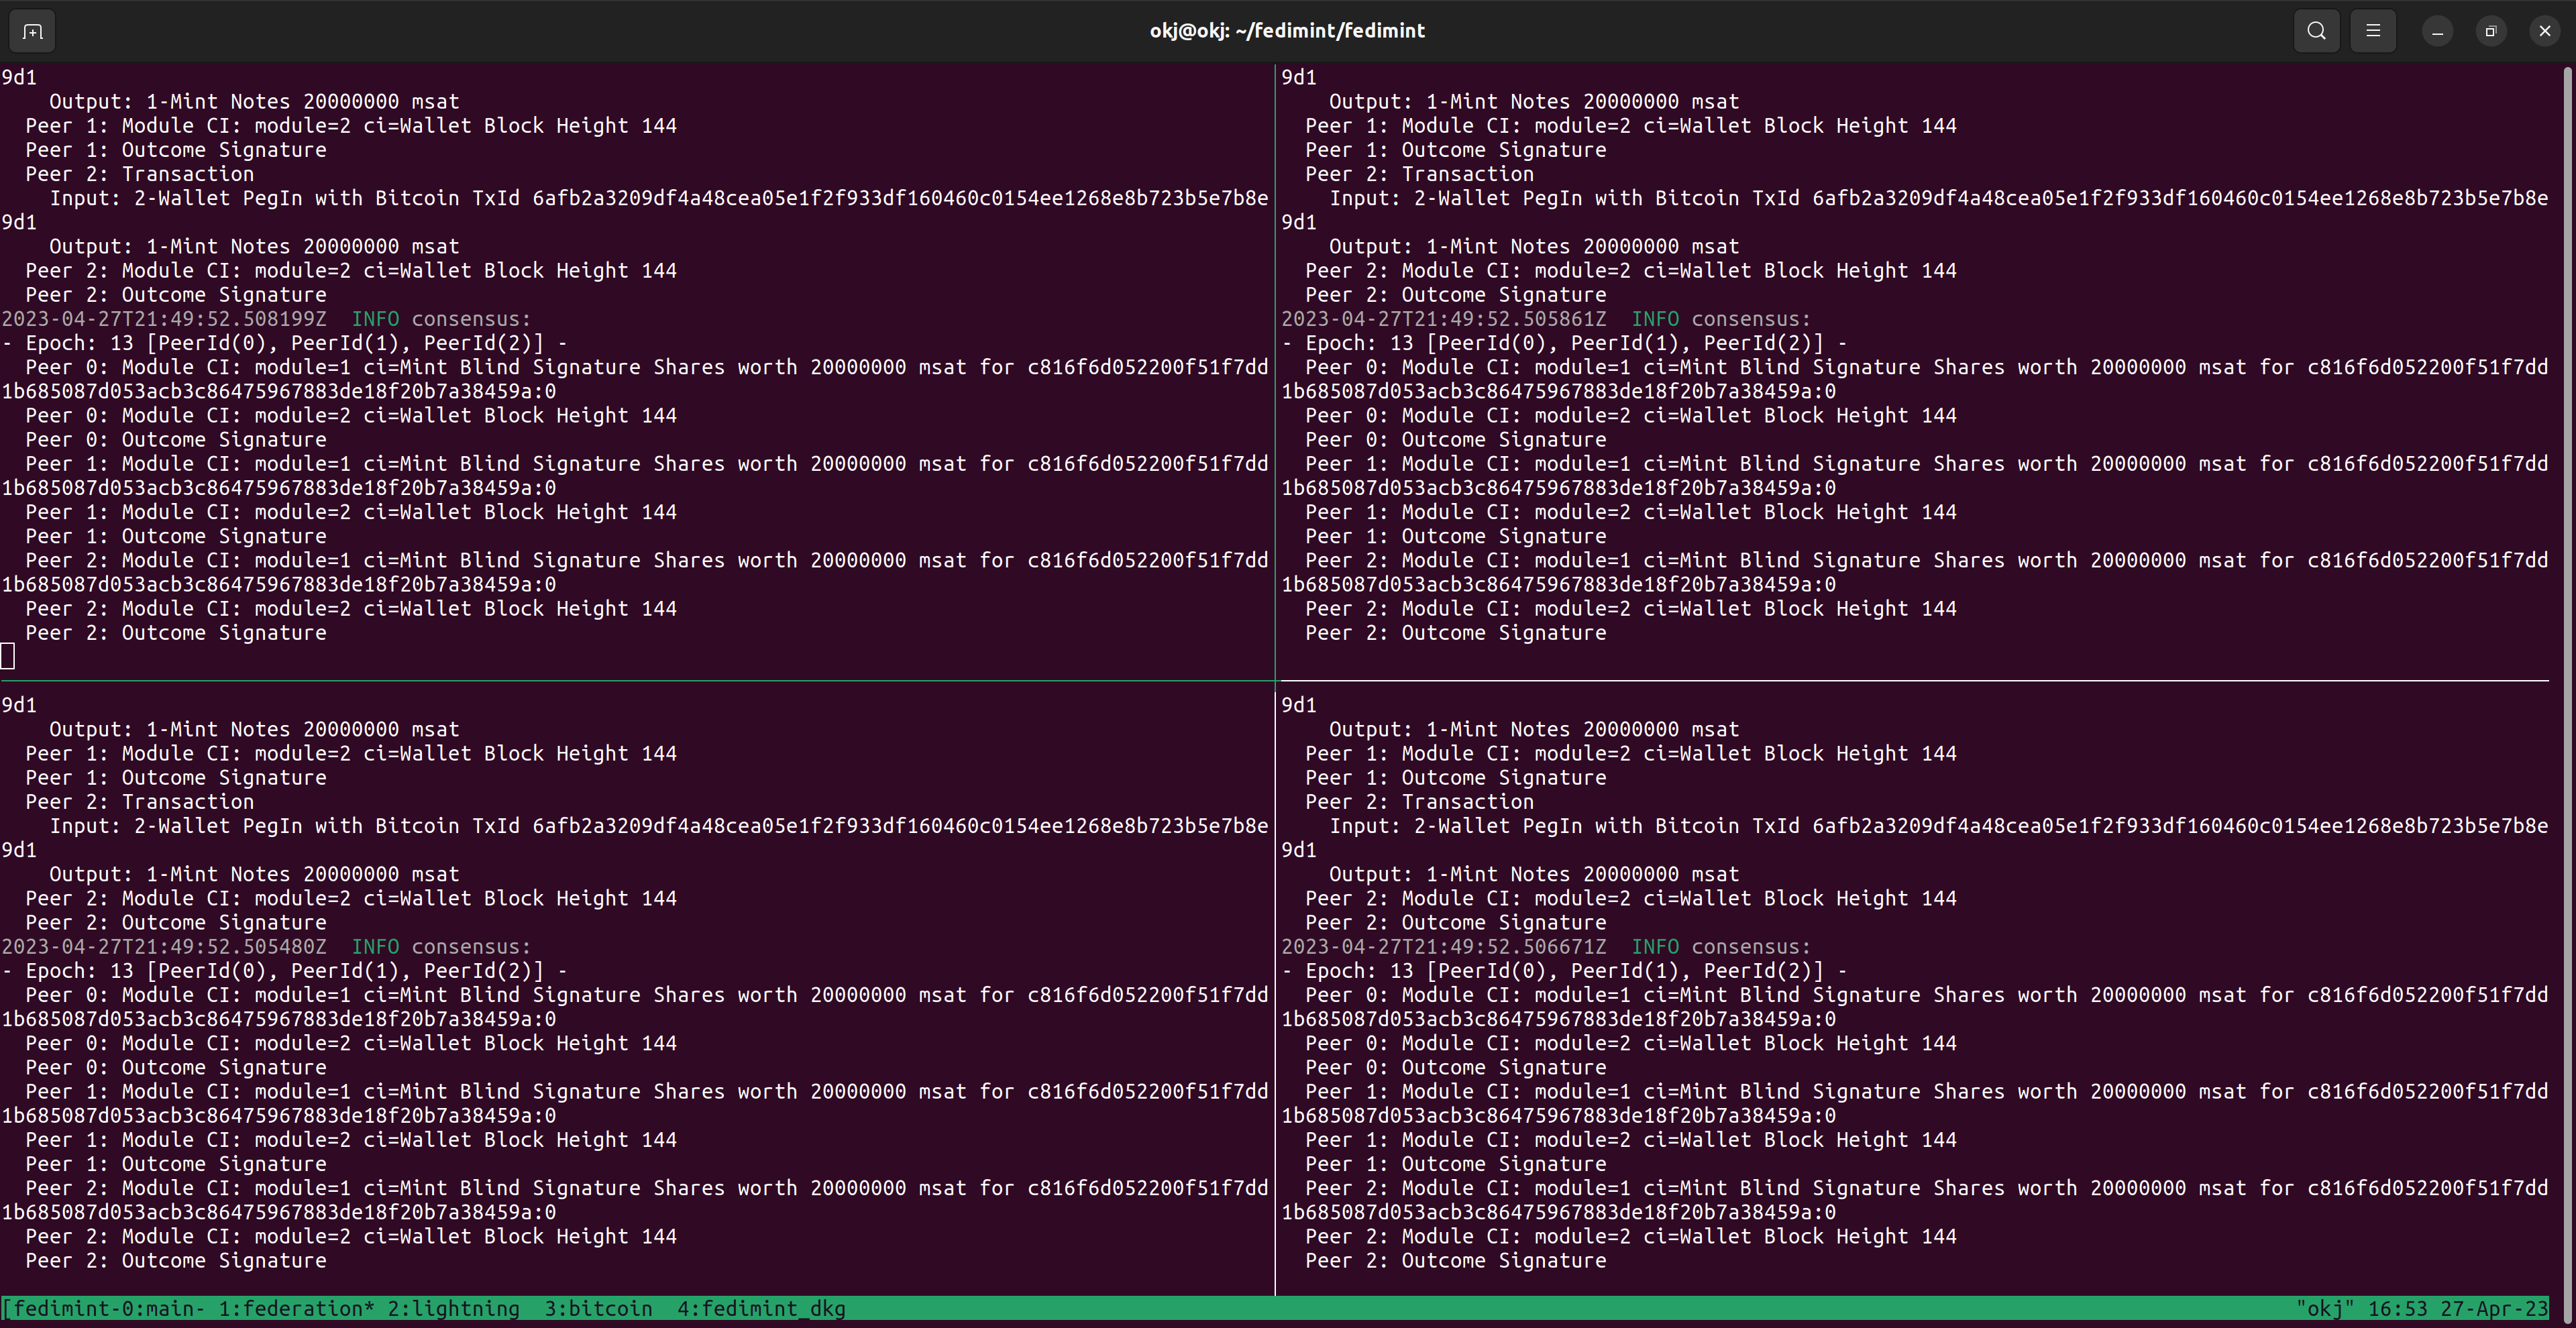 okj@okj: ~/fedimint/fedimint
9d1
    Output: 1-Mint Notes 20000000 msat
  Peer 1: Module CI: module=2 ci=Wallet Block Height 144
  Peer 1: Outcome Signature
  Peer 2: Transaction
    Input: 2-Wallet PegIn with Bitcoin TxId 6afb2a3209df4a48cea05e1f2f933df160460c0154ee1268e8b723b5e7b8e
9d1
    Output: 1-Mint Notes 20000000 msat
  Peer 2: Module CI: module=2 ci=Wallet Block Height 144
  Peer 2: Outcome Signature
2023-04-27T21:49:52.508199Z  INFO consensus:
- Epoch: 13 [PeerId(0), PeerId(1), PeerId(2)] -
  Peer 0: Module CI: module=1 ci=Mint Blind Signature Shares worth 20000000 msat for c816f6d052200f51f7dd
1b685087d053acb3c86475967883de18f20b7a38459a:0
  Peer 0: Module CI: module=2 ci=Wallet Block Height 144
  Peer 0: Outcome Signature
  Peer 1: Module CI: module=1 ci=Mint Blind Signature Shares worth 20000000 msat for c816f6d052200f51f7dd
1b685087d053acb3c86475967883de18f20b7a38459a:0
  Peer 1: Module CI: module=2 ci=Wallet Block Height 144
  Peer 1: Outcome Signature
  Peer 2: Module CI: module=1 ci=Mint Blind Signature Shares worth 20000000 msat for c816f6d052200f51f7dd
1b685087d053acb3c86475967883de18f20b7a38459a:0
  Peer 2: Module CI: module=2 ci=Wallet Block Height 144
  Peer 2: Outcome Signature
9d1
    Output: 1-Mint Notes 20000000 msat
  Peer 1: Module CI: module=2 ci=Wallet Block Height 144
  Peer 1: Outcome Signature
  Peer 2: Transaction
    Input: 2-Wallet PegIn with Bitcoin TxId 6afb2a3209df4a48cea05e1f2f933df160460c0154ee1268e8b723b5e7b8e
9d1
    Output: 1-Mint Notes 20000000 msat
  Peer 2: Module CI: module=2 ci=Wallet Block Height 144
  Peer 2: Outcome Signature
2023-04-27T21:49:52.505861Z  INFO consensus:
- Epoch: 13 [PeerId(0), PeerId(1), PeerId(2)] -
  Peer 0: Module CI: module=1 ci=Mint Blind Signature Shares worth 20000000 msat for c816f6d052200f51f7dd
1b685087d053acb3c86475967883de18f20b7a38459a:0
  Peer 0: Module CI: module=2 ci=Wallet Block Height 144
  Peer 0: Outcome Signature
  Peer 1: Module CI: module=1 ci=Mint Blind Signature Shares worth 20000000 msat for c816f6d052200f51f7dd
1b685087d053acb3c86475967883de18f20b7a38459a:0
  Peer 1: Module CI: module=2 ci=Wallet Block Height 144
  Peer 1: Outcome Signature
  Peer 2: Module CI: module=1 ci=Mint Blind Signature Shares worth 20000000 msat for c816f6d052200f51f7dd
1b685087d053acb3c86475967883de18f20b7a38459a:0
  Peer 2: Module CI: module=2 ci=Wallet Block Height 144
  Peer 2: Outcome Signature
9d1
    Output: 1-Mint Notes 20000000 msat
  Peer 1: Module CI: module=2 ci=Wallet Block Height 144
  Peer 1: Outcome Signature
  Peer 2: Transaction
    Input: 2-Wallet PegIn with Bitcoin TxId 6afb2a3209df4a48cea05e1f2f933df160460c0154ee1268e8b723b5e7b8e
9d1
    Output: 1-Mint Notes 20000000 msat
  Peer 2: Module CI: module=2 ci=Wallet Block Height 144
  Peer 2: Outcome Signature
2023-04-27T21:49:52.505480Z  INFO consensus:
- Epoch: 13 [PeerId(0), PeerId(1), PeerId(2)] -
  Peer 0: Module CI: module=1 ci=Mint Blind Signature Shares worth 20000000 msat for c816f6d052200f51f7dd
1b685087d053acb3c86475967883de18f20b7a38459a:0
  Peer 0: Module CI: module=2 ci=Wallet Block Height 144
  Peer 0: Outcome Signature
  Peer 1: Module CI: module=1 ci=Mint Blind Signature Shares worth 20000000 msat for c816f6d052200f51f7dd
1b685087d053acb3c86475967883de18f20b7a38459a:0
  Peer 1: Module CI: module=2 ci=Wallet Block Height 144
  Peer 1: Outcome Signature
  Peer 2: Module CI: module=1 ci=Mint Blind Signature Shares worth 20000000 msat for c816f6d052200f51f7dd
1b685087d053acb3c86475967883de18f20b7a38459a:0
  Peer 2: Module CI: module=2 ci=Wallet Block Height 144
  Peer 2: Outcome Signature
9d1
    Output: 1-Mint Notes 20000000 msat
  Peer 1: Module CI: module=2 ci=Wallet Block Height 144
  Peer 1: Outcome Signature
  Peer 2: Transaction
    Input: 2-Wallet PegIn with Bitcoin TxId 6afb2a3209df4a48cea05e1f2f933df160460c0154ee1268e8b723b5e7b8e
9d1
    Output: 1-Mint Notes 20000000 msat
  Peer 2: Module CI: module=2 ci=Wallet Block Height 144
  Peer 2: Outcome Signature
2023-04-27T21:49:52.506671Z  INFO consensus:
- Epoch: 13 [PeerId(0), PeerId(1), PeerId(2)] -
  Peer 0: Module CI: module=1 ci=Mint Blind Signature Shares worth 20000000 msat for c816f6d052200f51f7dd
1b685087d053acb3c86475967883de18f20b7a38459a:0
  Peer 0: Module CI: module=2 ci=Wallet Block Height 144
  Peer 0: Outcome Signature
  Peer 1: Module CI: module=1 ci=Mint Blind Signature Shares worth 20000000 msat for c816f6d052200f51f7dd
1b685087d053acb3c86475967883de18f20b7a38459a:0
  Peer 1: Module CI: module=2 ci=Wallet Block Height 144
  Peer 1: Outcome Signature
  Peer 2: Module CI: module=1 ci=Mint Blind Signature Shares worth 20000000 msat for c816f6d052200f51f7dd
1b685087d053acb3c86475967883de18f20b7a38459a:0
  Peer 2: Module CI: module=2 ci=Wallet Block Height 144
  Peer 2: Outcome Signature
[fedimint-0:main- 1:federation* 2:lightning  3:bitcoin  4:fedimint_dkg "okj" 16:53 27-Apr-23